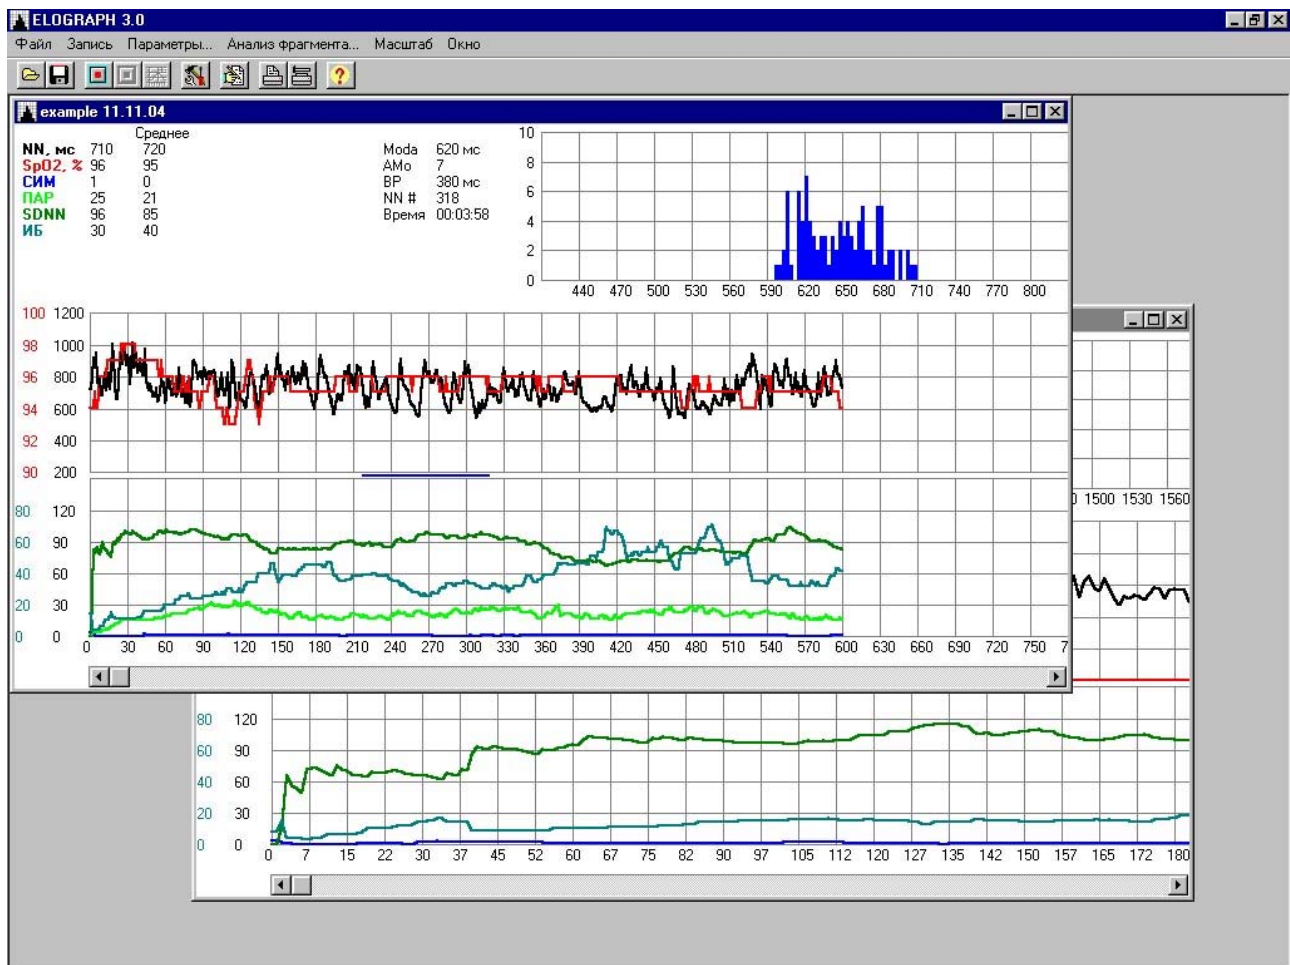 ELOGRAPH 3.0
Файл Запись Параметры... Анализ фрагмента... Масштаб Окно
example 11.11.04
Среднее
NN, мс 710 720
SpO2, % 96 95
СИМ 1 0
ПАР 25 21
SDNN 96 85
ИБ 30 40
Moda 620 мс
AMo 7
ВР 380 мс
NN # 318
Время 00:03:58
10
8
6
4
2
0
440 470 500 530 560 590 620 650 680 710 740 770 800
100 1200
98 1000
96 800
94 600
92 400
90 200
80 120
60 90
40 60
20 30
0 0
0 30 60 90 120 150 180 210 240 270 300 330 360 390 420 450 480 510 540 570 600 630 660 690 720 750 7
1500 1530 1560
80 120
60 90
40 60
20 30
0 0
0 7 15 22 30 37 45 52 60 67 75 82 90 97 105 112 120 127 135 142 150 157 165 172 180